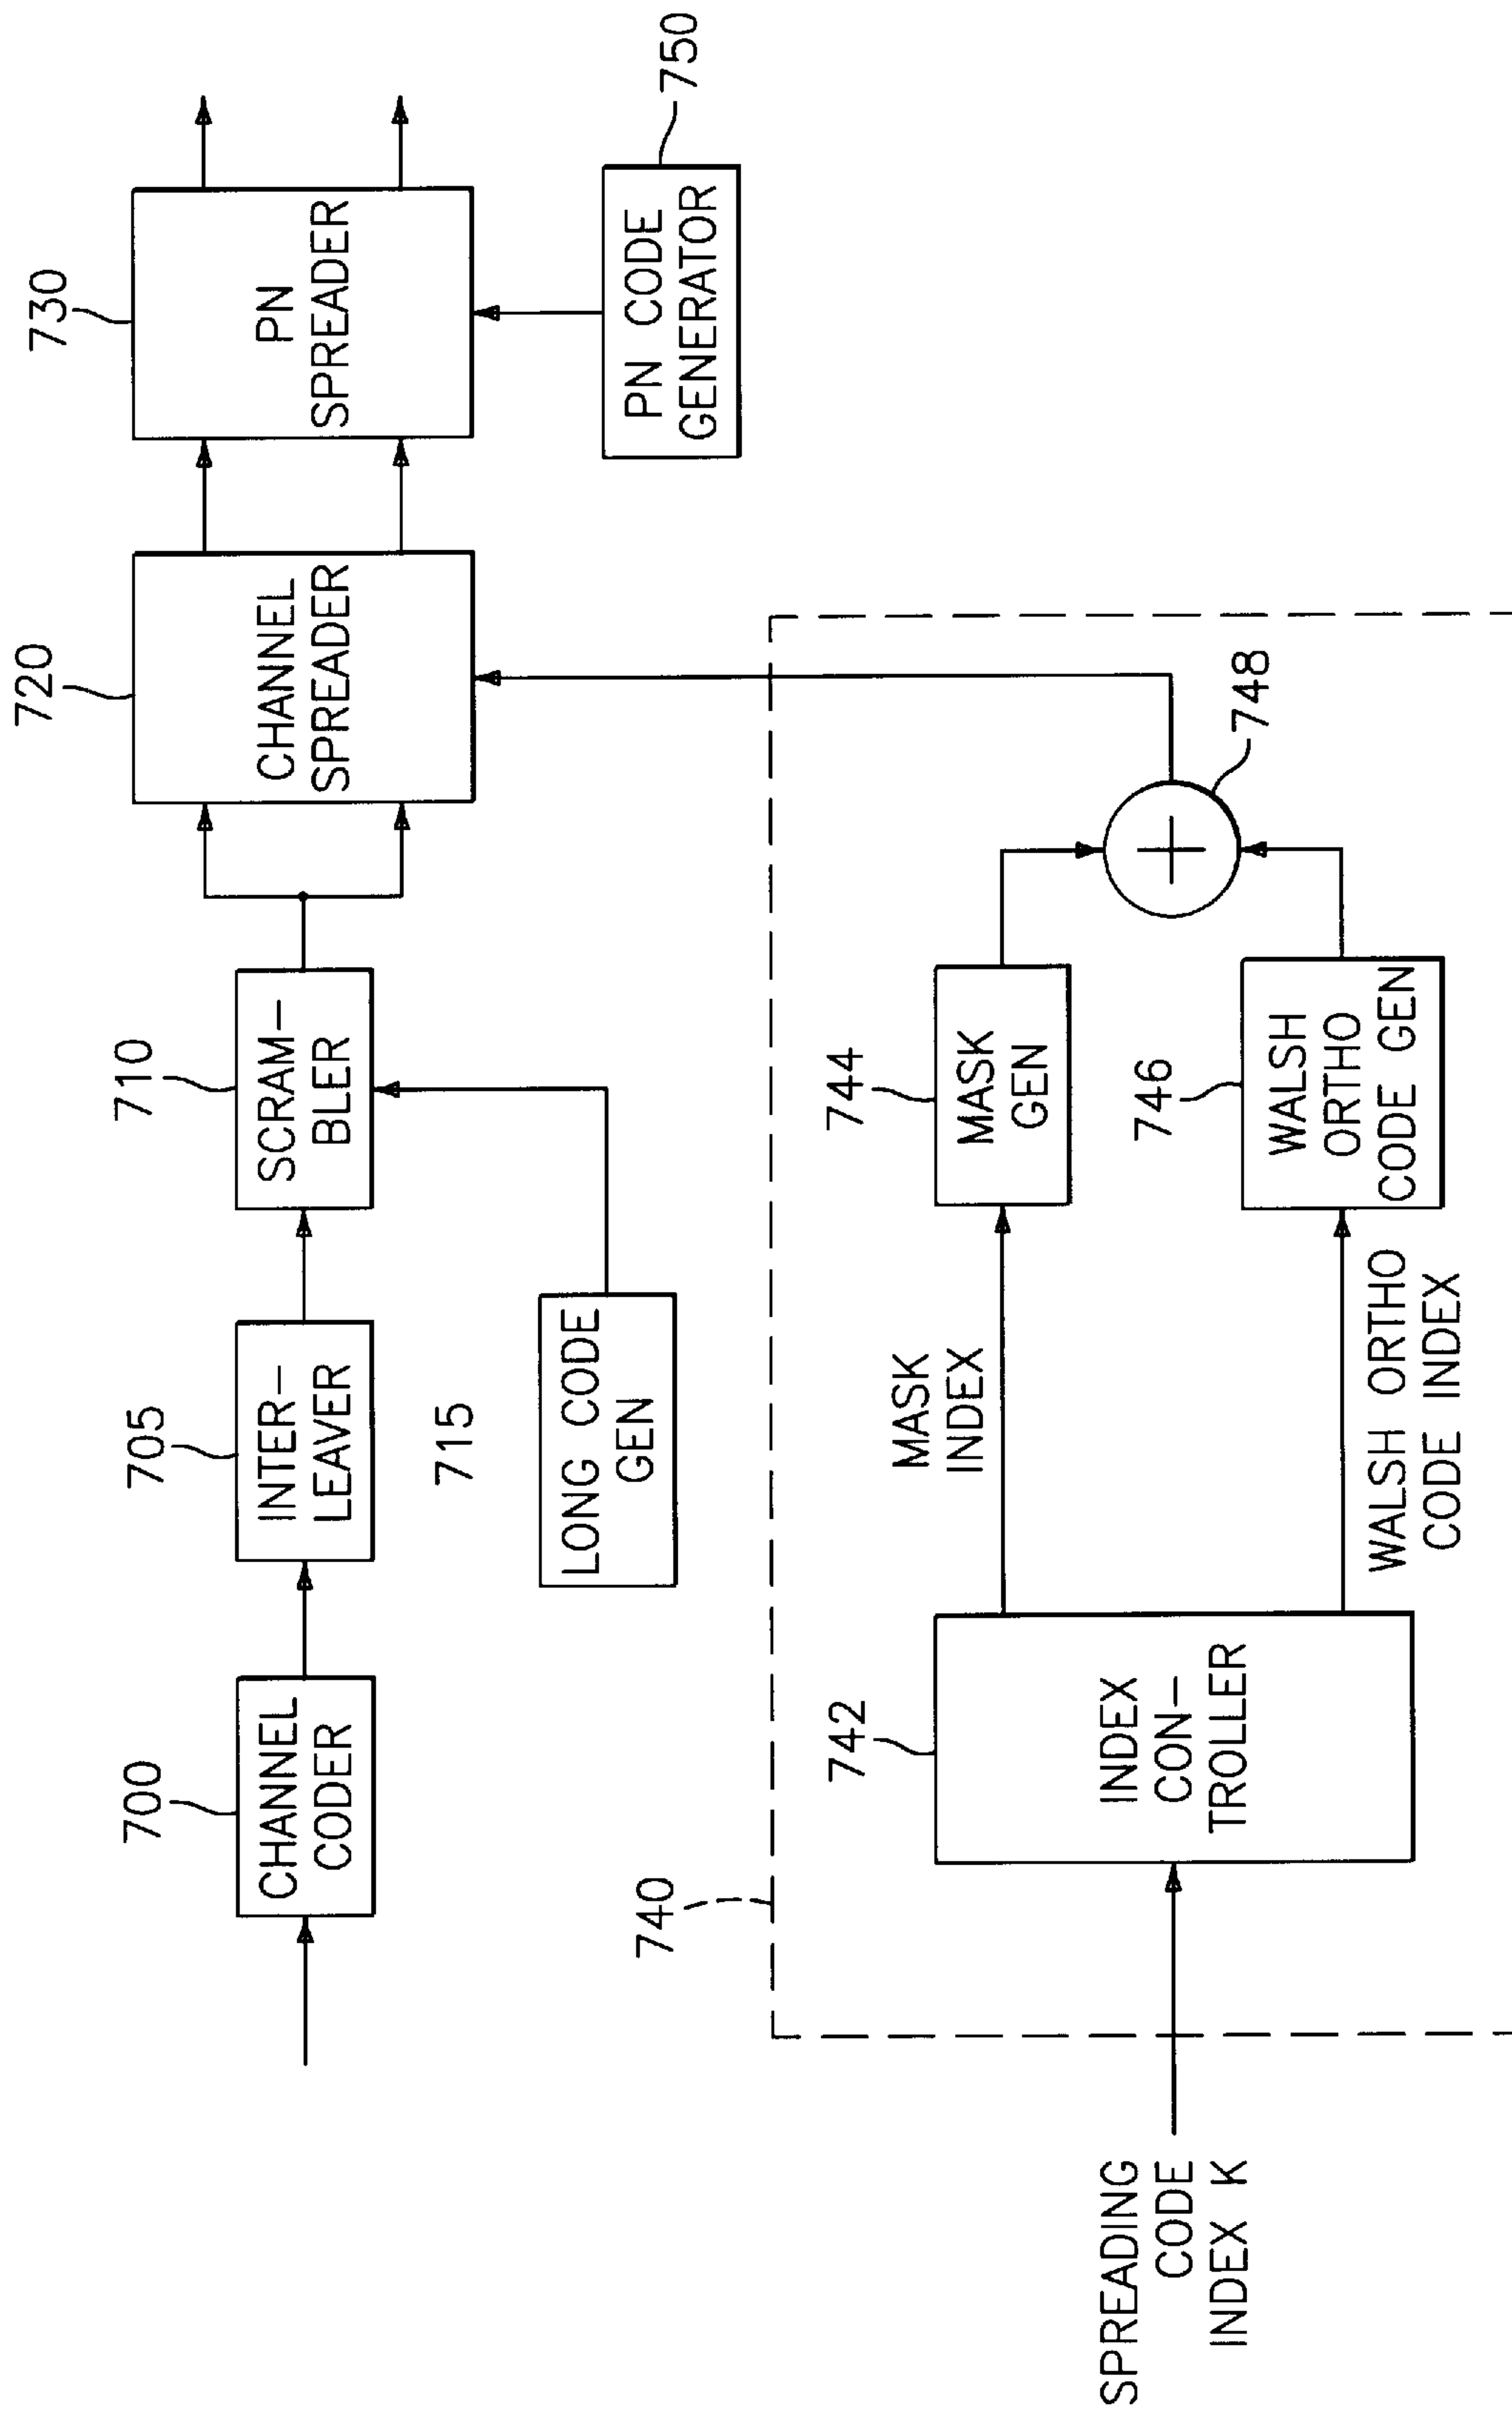 700
CHANNEL
CODER
705
INTER-
LEAVER
710
SCRAM-
BLER
715
LONG CODE
GEN
720
CHANNEL
SPREADER
730
PN
SPREADER
PN CODE
GENERATOR
750
740
SPREADING
CODE
INDEX K
742
INDEX
CON-
TROLLER
MASK
INDEX
WALSH ORTHO
CODE INDEX
744
MASK
GEN
746
WALSH
ORTHO
CODE GEN
748